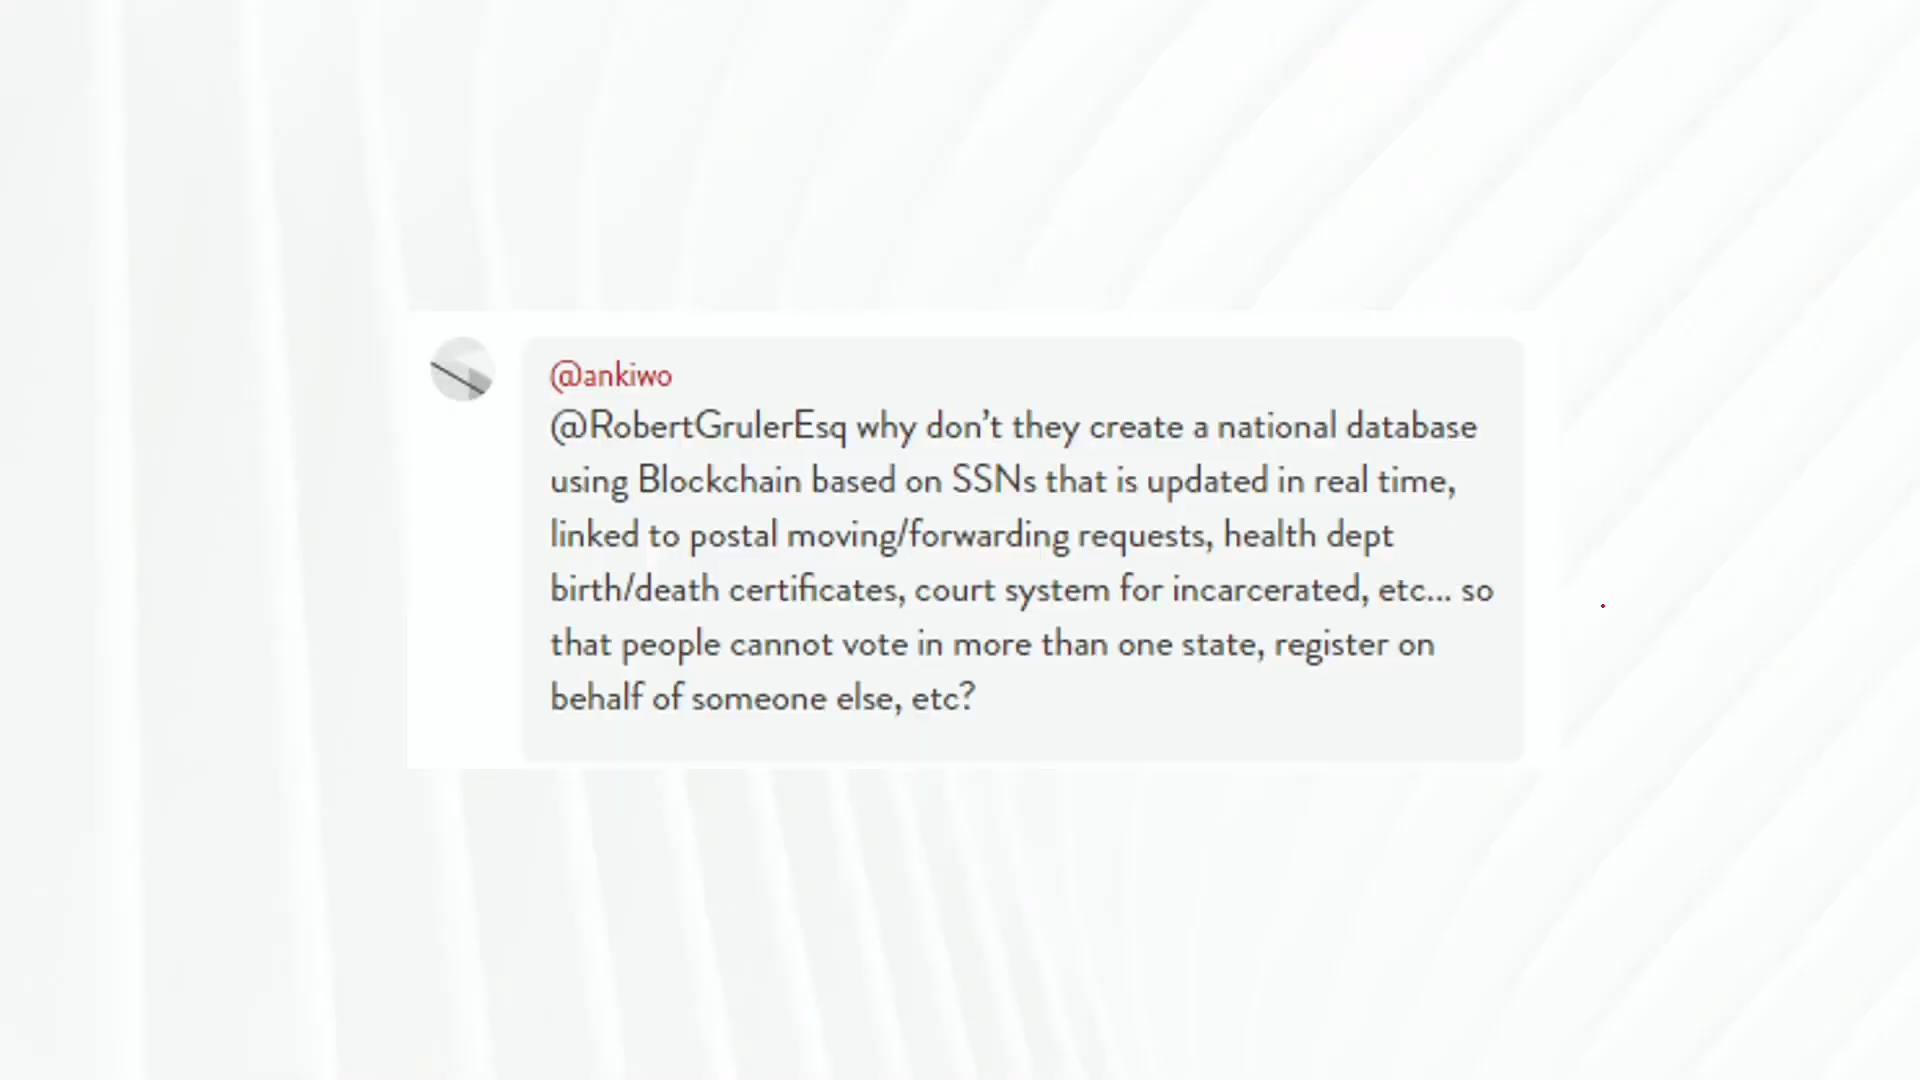 @ankiwo
@RobertGrulerEsq why don’t they create a national database
using Blockchain based on SSNs that is updated in real time,
linked to postal moving/forwarding requests, health dept
birth/death certificates, court system for incarcerated, etc... so
that people cannot vote in more than one state, register on
behalf of someone else, etc?